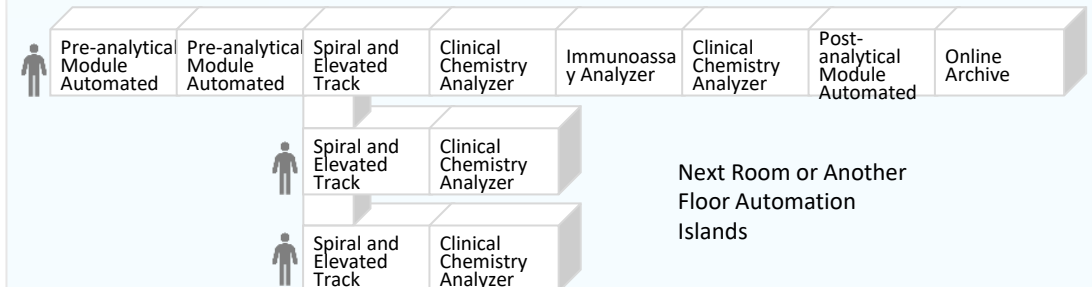 Pre-analytical
Module
Automated
Pre-analytical
Module
Automated
Spiral and
Elevated
Track
Clinical
Chemistry
Analyzer
Immunoassa
y Analyzer
Clinical
Chemistry
Analyzer
Post-
analytical
Module
Automated
Online
Archive
Spiral and
Elevated
Track
Clinical
Chemistry
Analyzer
Next Room or Another
Floor Automation
Islands
Spiral and
Elevated
Track
Clinical
Chemistry
Analyzer